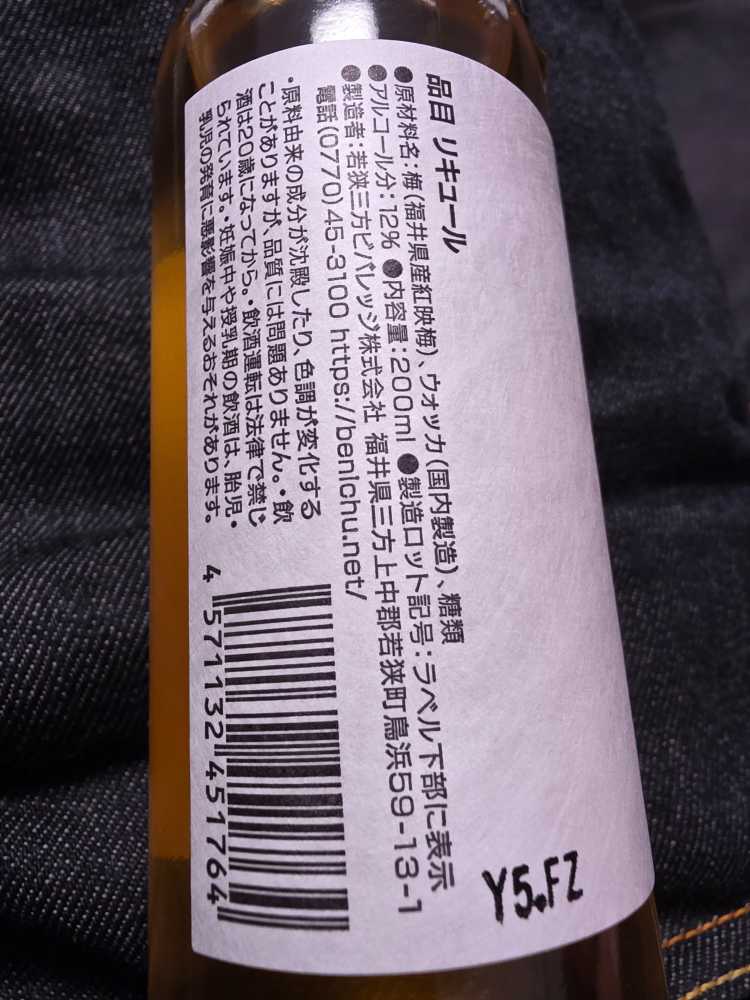 品目 リキュール
●原材料名：梅（福井県産紅映梅）、ウォッカ（国内製造）、糖類
●アルコール分：12% ●内容量：200ml ●製造ロット記号：ラベル下部に表示
●製造者：若狭三方ビバレッジ株式会社 福井県三方上中郡若狭町鳥浜59-13-1
電話(0770)45-3100 https://benichu.net/
・原料由来の成分が沈殿したり、色調が変化する
ことがありますが、品質には問題ありません。・飲
酒は20歳になってから。・飲酒運転は法律で禁じ
られています。・妊娠中や授乳期の飲酒は、胎児・
乳児の発育に悪影響を与えるおそれがあります。
4 571132 451764
Y5.FZ